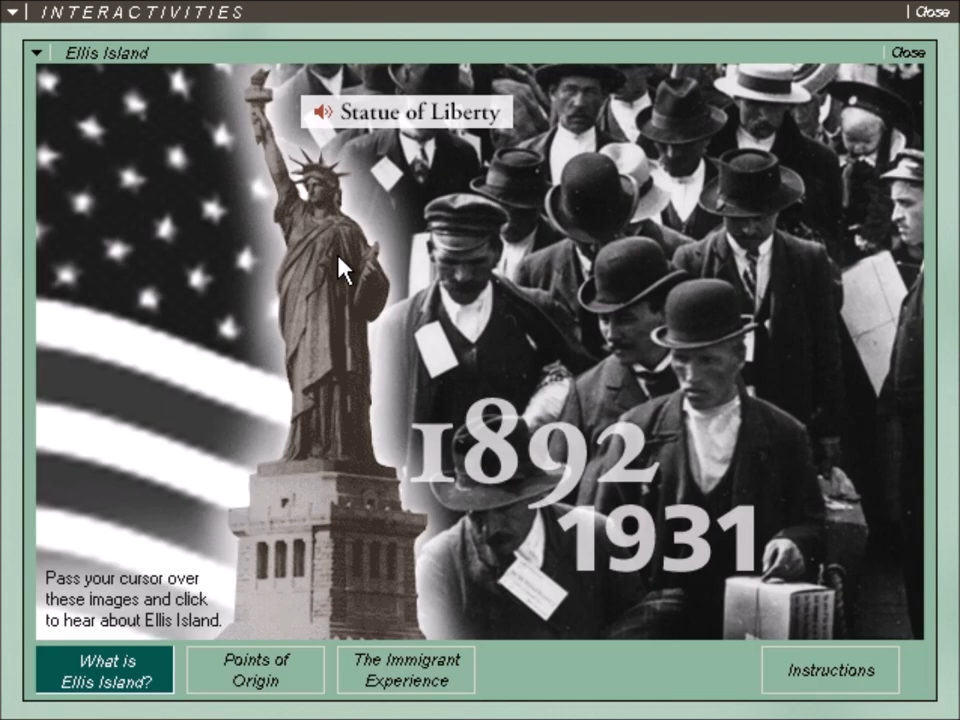 INTERACTIVITIES
Close
Ellis Island
Close
Statue of Liberty
1892
1931
Pass your cursor over
these images and click
to hear about Ellis Island.
What is
Ellis Island?
Points of
Origin
The Immigrant
Experience
Instructions